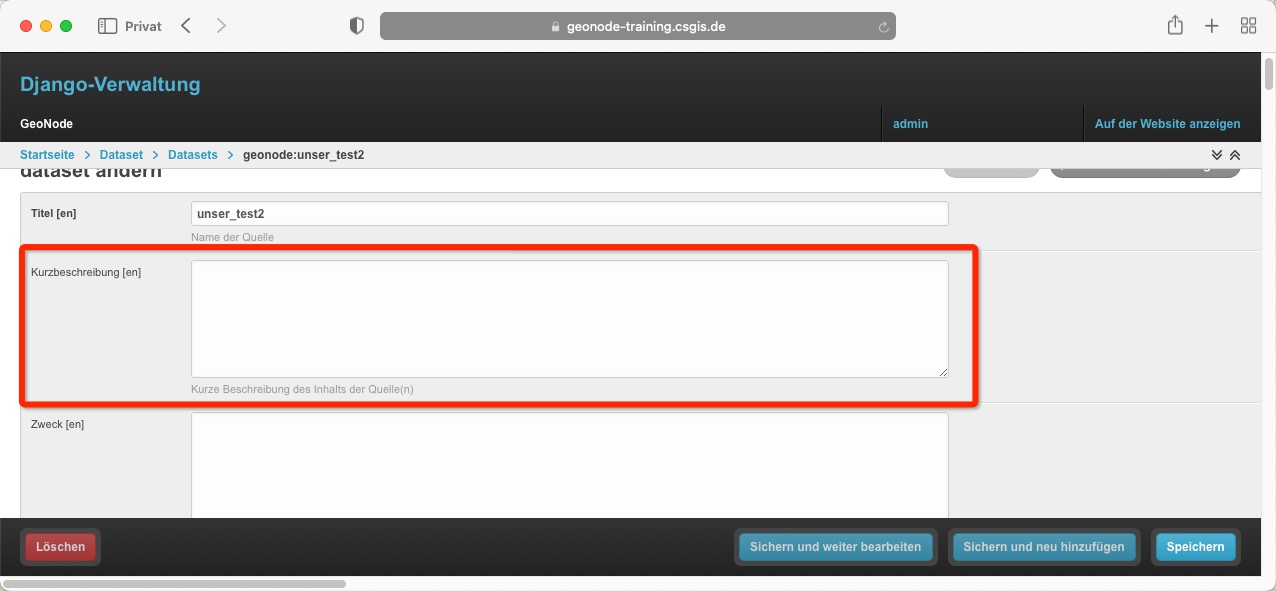 Privat
geonode-training.csgis.de
Django-Verwaltung
GeoNode
admin
Auf der Website anzeigen
Startseite > Dataset > Datasets > geonode:unser_test2
dataset ändern
Titel [en]
unser_test2
Name der Quelle
Kurzbeschreibung [en]
Kurze Beschreibung des Inhalts der Quelle(n)
Zweck [en]
Löschen
Sichern und weiter bearbeiten
Sichern und neu hinzufügen
Speichern